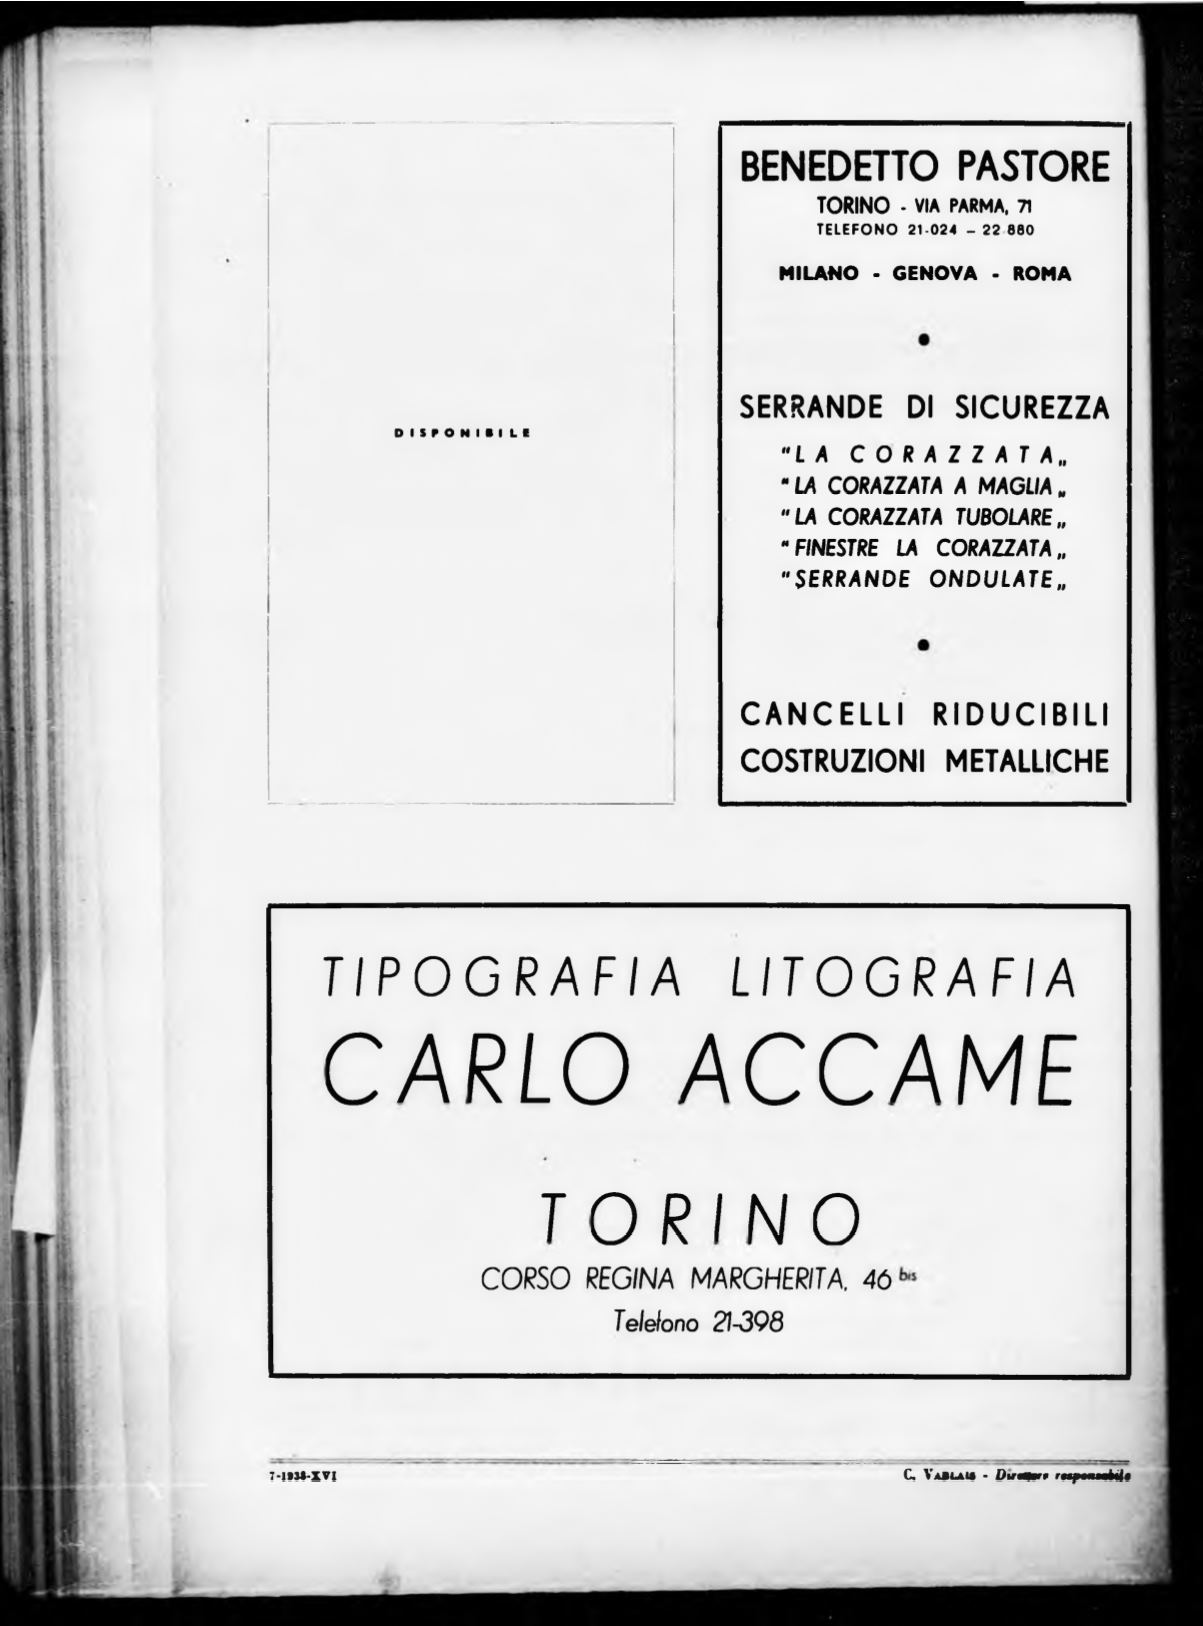 DISPONIBILE
BENEDETTO PASTORE
TORINO - VIA PARMA, 71
TELEFONO 21-024 – 22-880
MILANO - GENOVA - ROMA
●
SERRANDE DI SICUREZZA
"LA CORAZZATA„
"LA CORAZZATA A MAGLIA„
"LA CORAZZATA TUBOLARE„
"FINESTRE LA CORAZZATA„
"SERRANDE ONDULATE„
●
CANCELLI RIDUCIBILI
COSTRUZIONI METALLICHE
TIPOGRAFIA LITOGRAFIA
CARLO ACCAME
TORINO
CORSO REGINA MARGHERITA, 46 bis
Telefono 21-398
7-1938-XVI
C. - Direttore responsabile